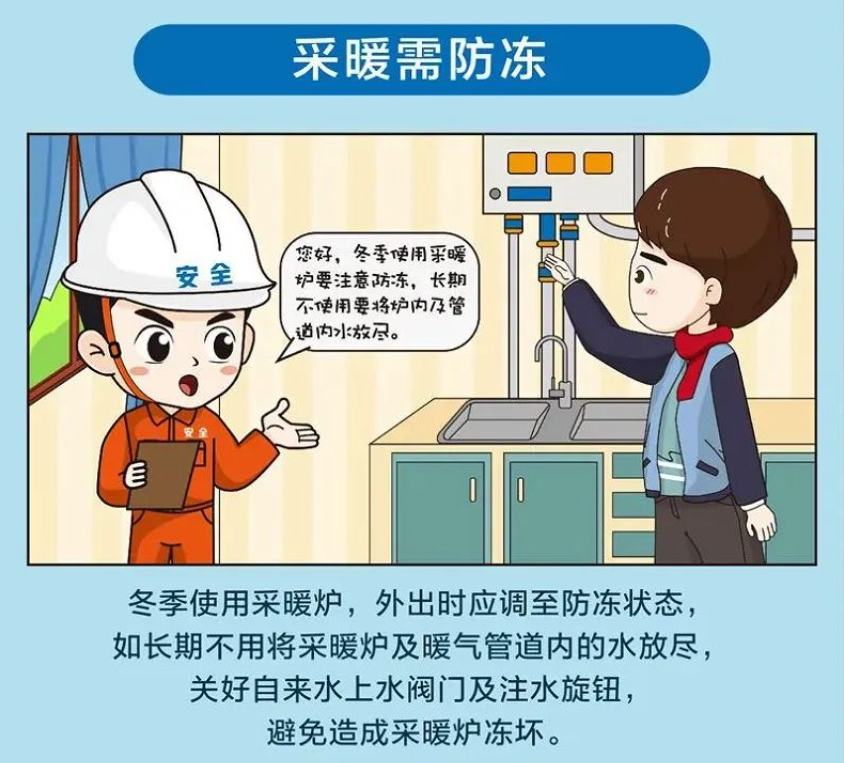 采暖需防冻
安全
您好，冬季使用采暖
炉要注意防冻，长期
不使用要将炉内及管
道内水放尽。
安全
冬季使用采暖炉，外出时应调至防冻状态，
如长期不用将采暖炉及暖气管道内的水放尽，
关好自来水上水阀门及注水旋钮，
避免造成采暖炉冻坏。